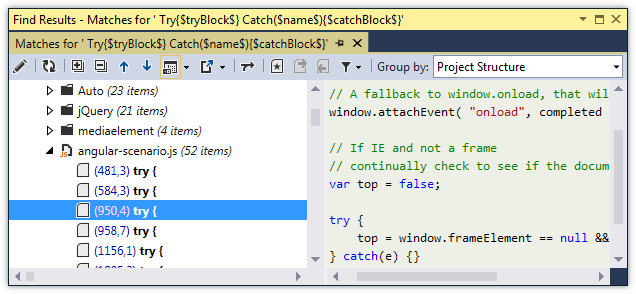 Find Results - Matches for ' Try{$tryBlock$} Catch($name$){$catchBlock$}'
Matches for ' Try{$tryBlock$} Catch($name$){$catchBlock$}'
Group by: Project Structure
Auto (23 items)
jQuery (21 items)
mediaelement (4 items)
JS angular-scenario.js (52 items)
(481,3) try {
(584,3) try {
(950,4) try {
(958,7) try {
(1156,1) try {
// A fallback to window.onload, that wil
window.attachEvent( "onload", completed
// If IE and not a frame
// continually check to see if the docum
var top = false;
try {
top = window.frameElement == null &&
} catch(e) {}